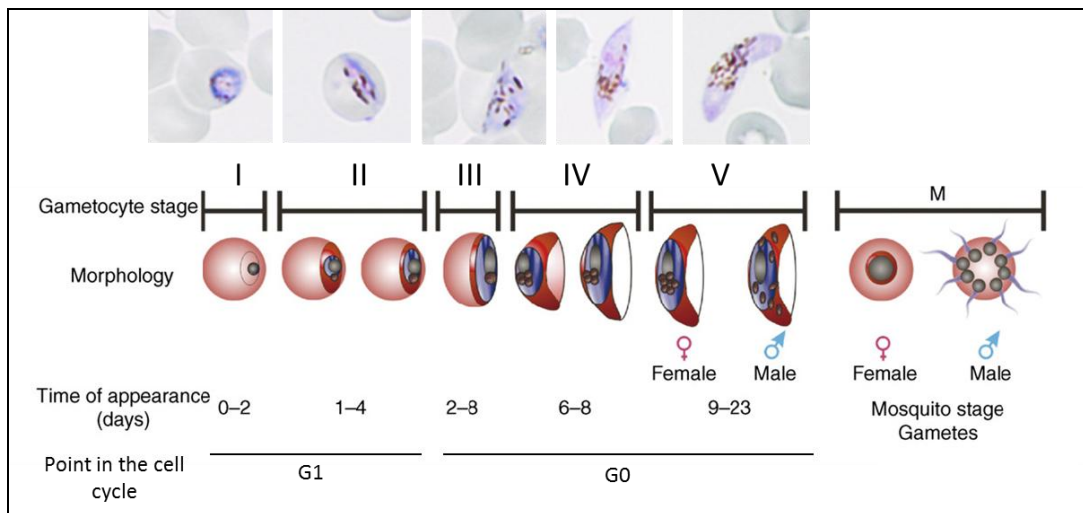 I II III IV V M
Gametocyte stage
Morphology
♀ ♂ ♀ ♂
Female Male Female Male
Time of appearance
(days)
0–2 1–4 2–8 6–8 9–23
Mosquito stage
Gametes
Point in the cell
cycle
G1 G0